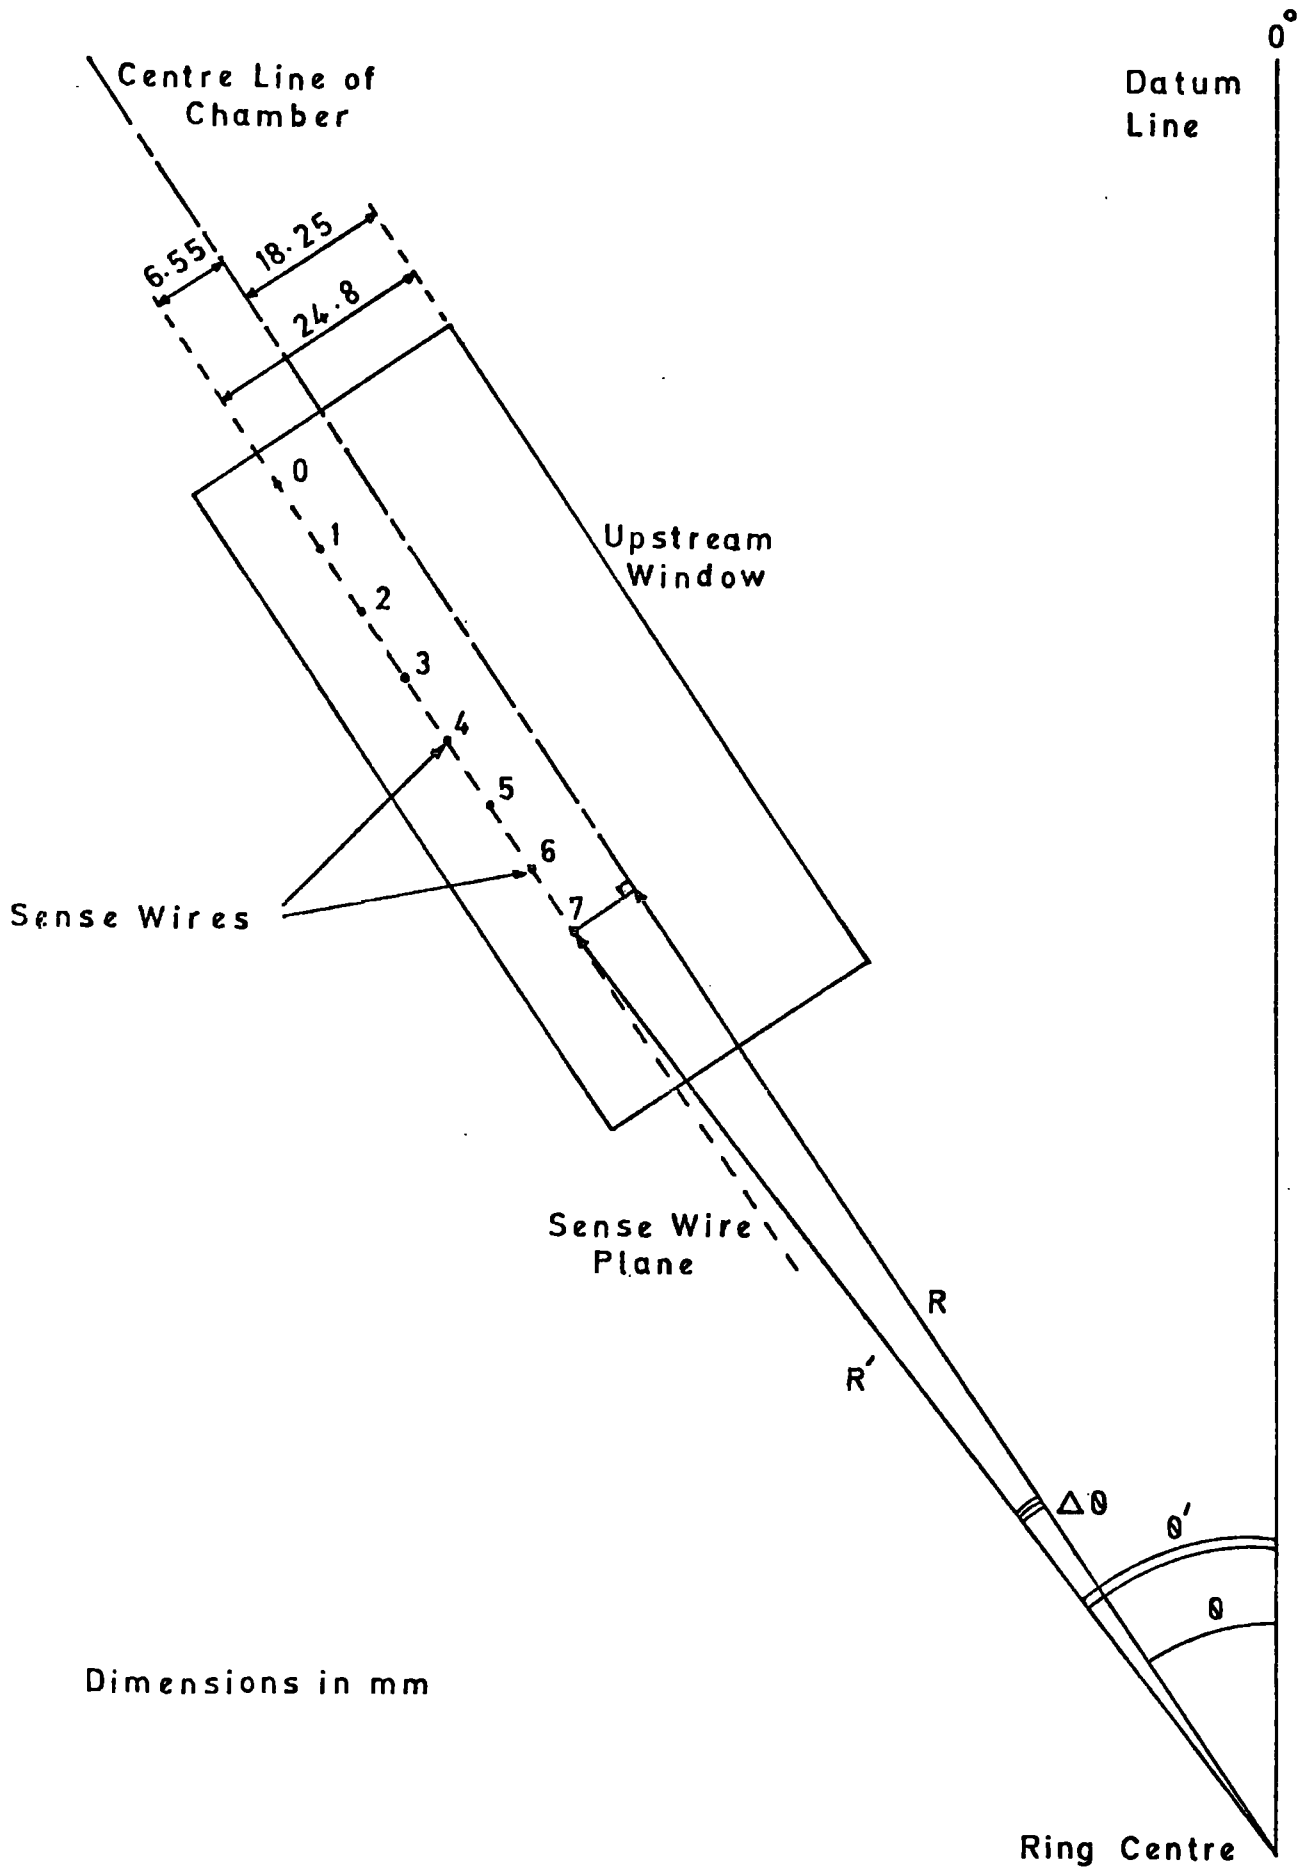 0°
Datum
Line
Centre Line of
Chamber
6.55
18.25
24.8
0
1
2
3
4
5
6
7
Upstream
Window
Sense Wires
Sense Wire
Plane
R
R′
Δθ
θ′
θ
Dimensions in mm
Ring Centre